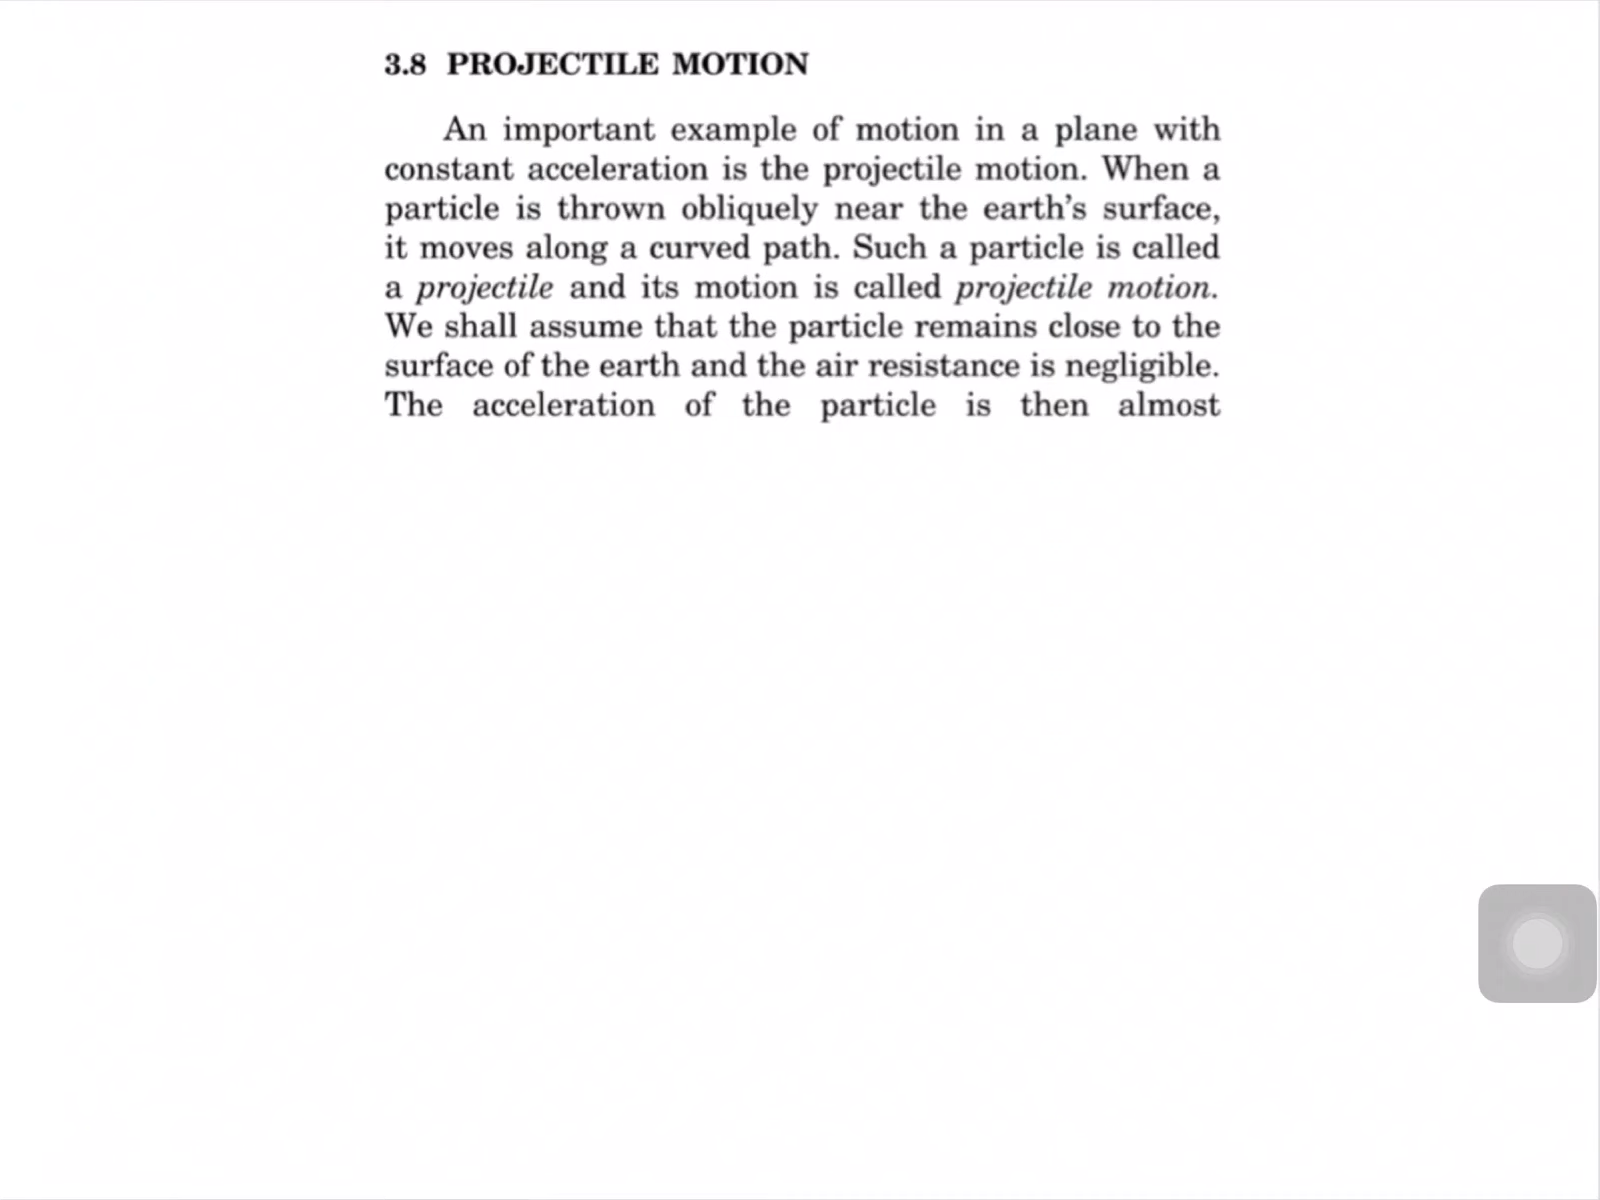 3.8 PROJECTILE MOTION
An important example of motion in a plane with
constant acceleration is the projectile motion. When a
particle is thrown obliquely near the earth's surface,
it moves along a curved path. Such a particle is called
a projectile and its motion is called projectile motion.
We shall assume that the particle remains close to the
surface of the earth and the air resistance is negligible.
The acceleration of the particle is then almost